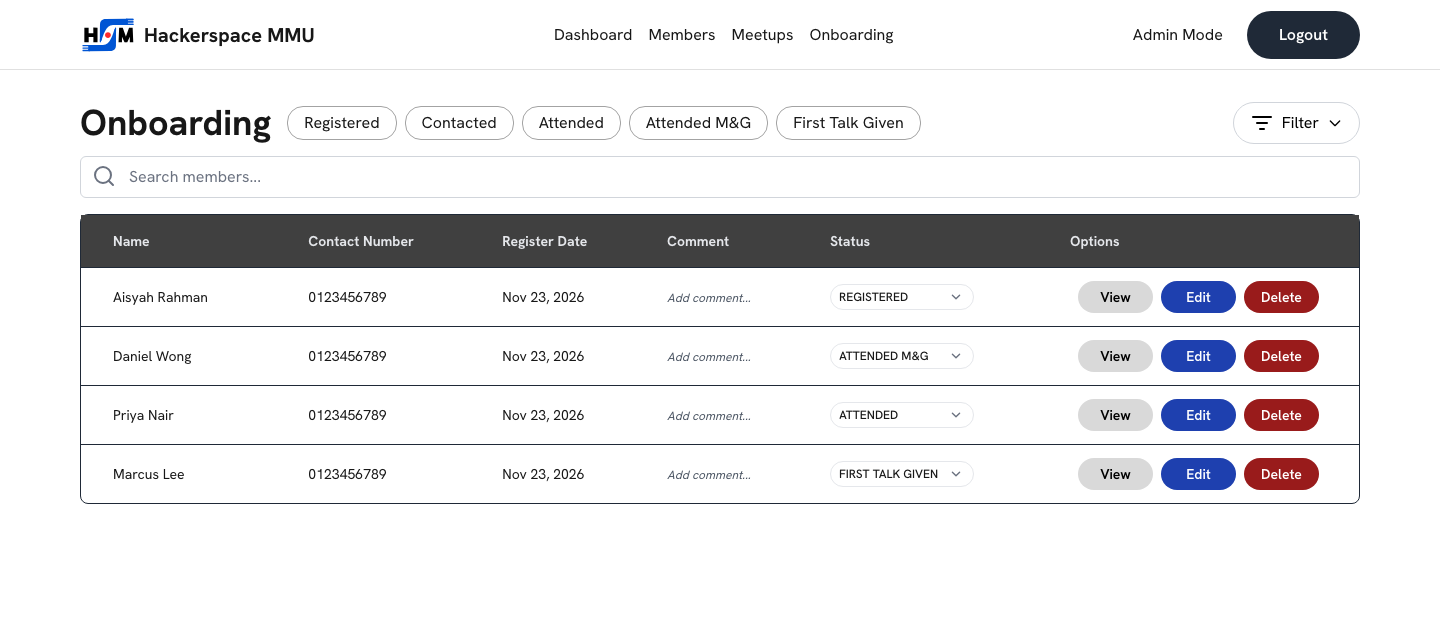 HSM Hackerspace MMU Dashboard Members Meetups Onboarding Admin Mode Logout
Onboarding Registered Contacted Attended Attended M&G First Talk Given Filter
Search members...
Name Contact Number Register Date Comment Status Options
Aisyah Rahman 0123456789 Nov 23, 2026 Add comment... REGISTERED View Edit Delete
Daniel Wong 0123456789 Nov 23, 2026 Add comment... ATTENDED M&G View Edit Delete
Priya Nair 0123456789 Nov 23, 2026 Add comment... ATTENDED View Edit Delete
Marcus Lee 0123456789 Nov 23, 2026 Add comment... FIRST TALK GIVEN View Edit Delete